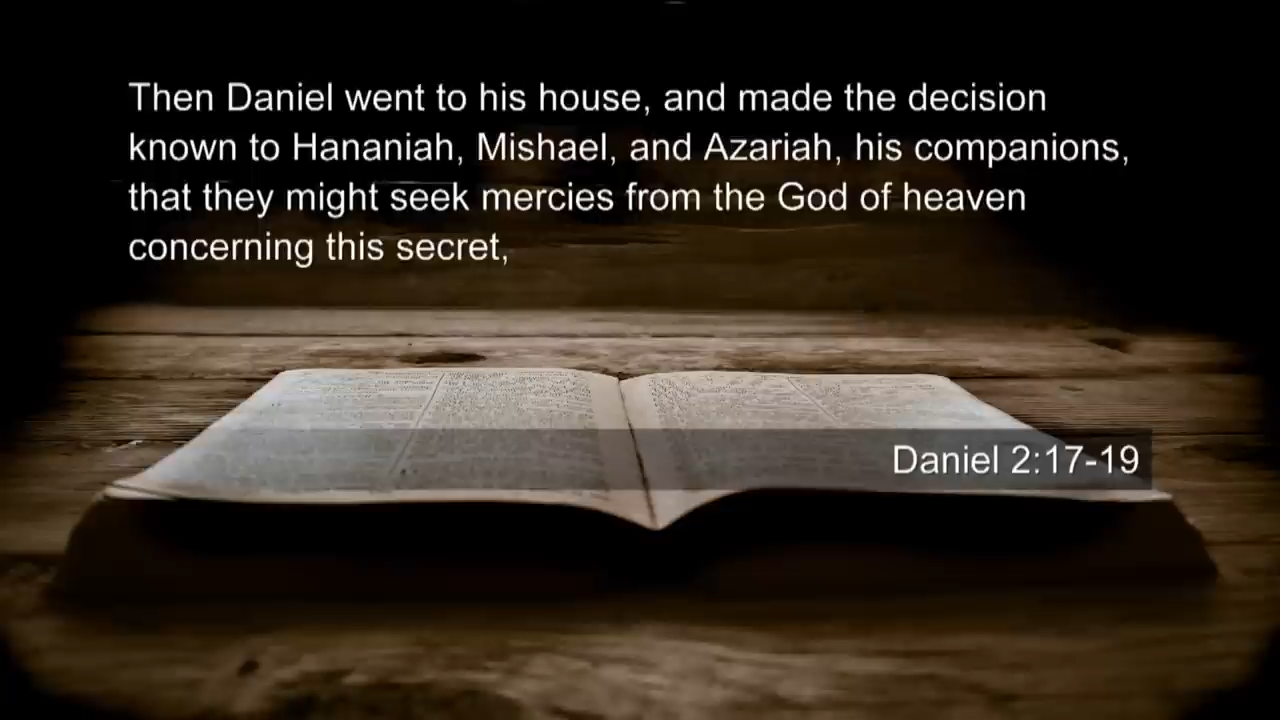 Then Daniel went to his house, and made the decision
known to Hananiah, Mishael, and Azariah, his companions,
that they might seek mercies from the God of heaven
concerning this secret,
Daniel 2:17-19